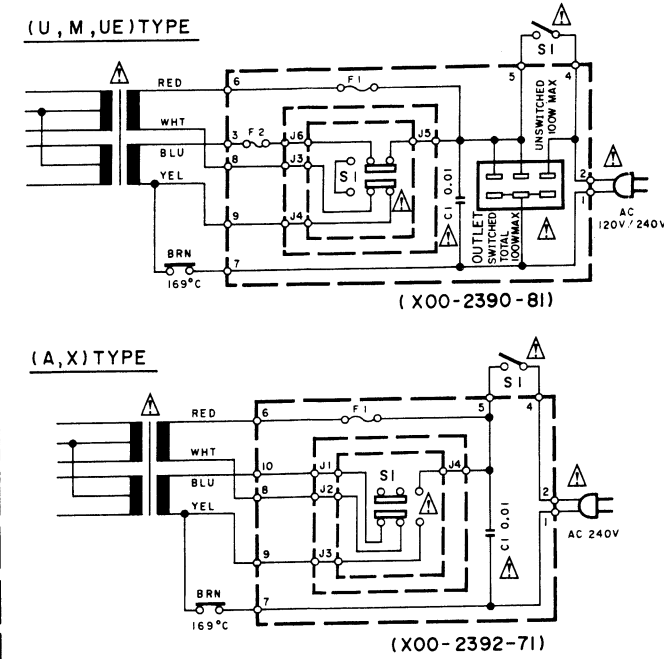 (U, M, UE) TYPE
S1
5
4
RED
6
F1
UNSWITCHED
100W MAX
WHT
3
F2
J6
J5
BLU
8
J3
S1
C1 0.01
2
1
YEL
9
J4
OUTLET
SWITCHED
TOTAL
100W MAX
AC
120V/240V
BRN
7
169°C
(X00-2390-81)
(A, X) TYPE
S1
5
4
RED
6
F1
WHT
10
J1
S1
J4
BLU
8
J2
2
1
YEL
C1 0.01
AC 240V
9
J3
BRN
7
169°C
(X00-2392-71)